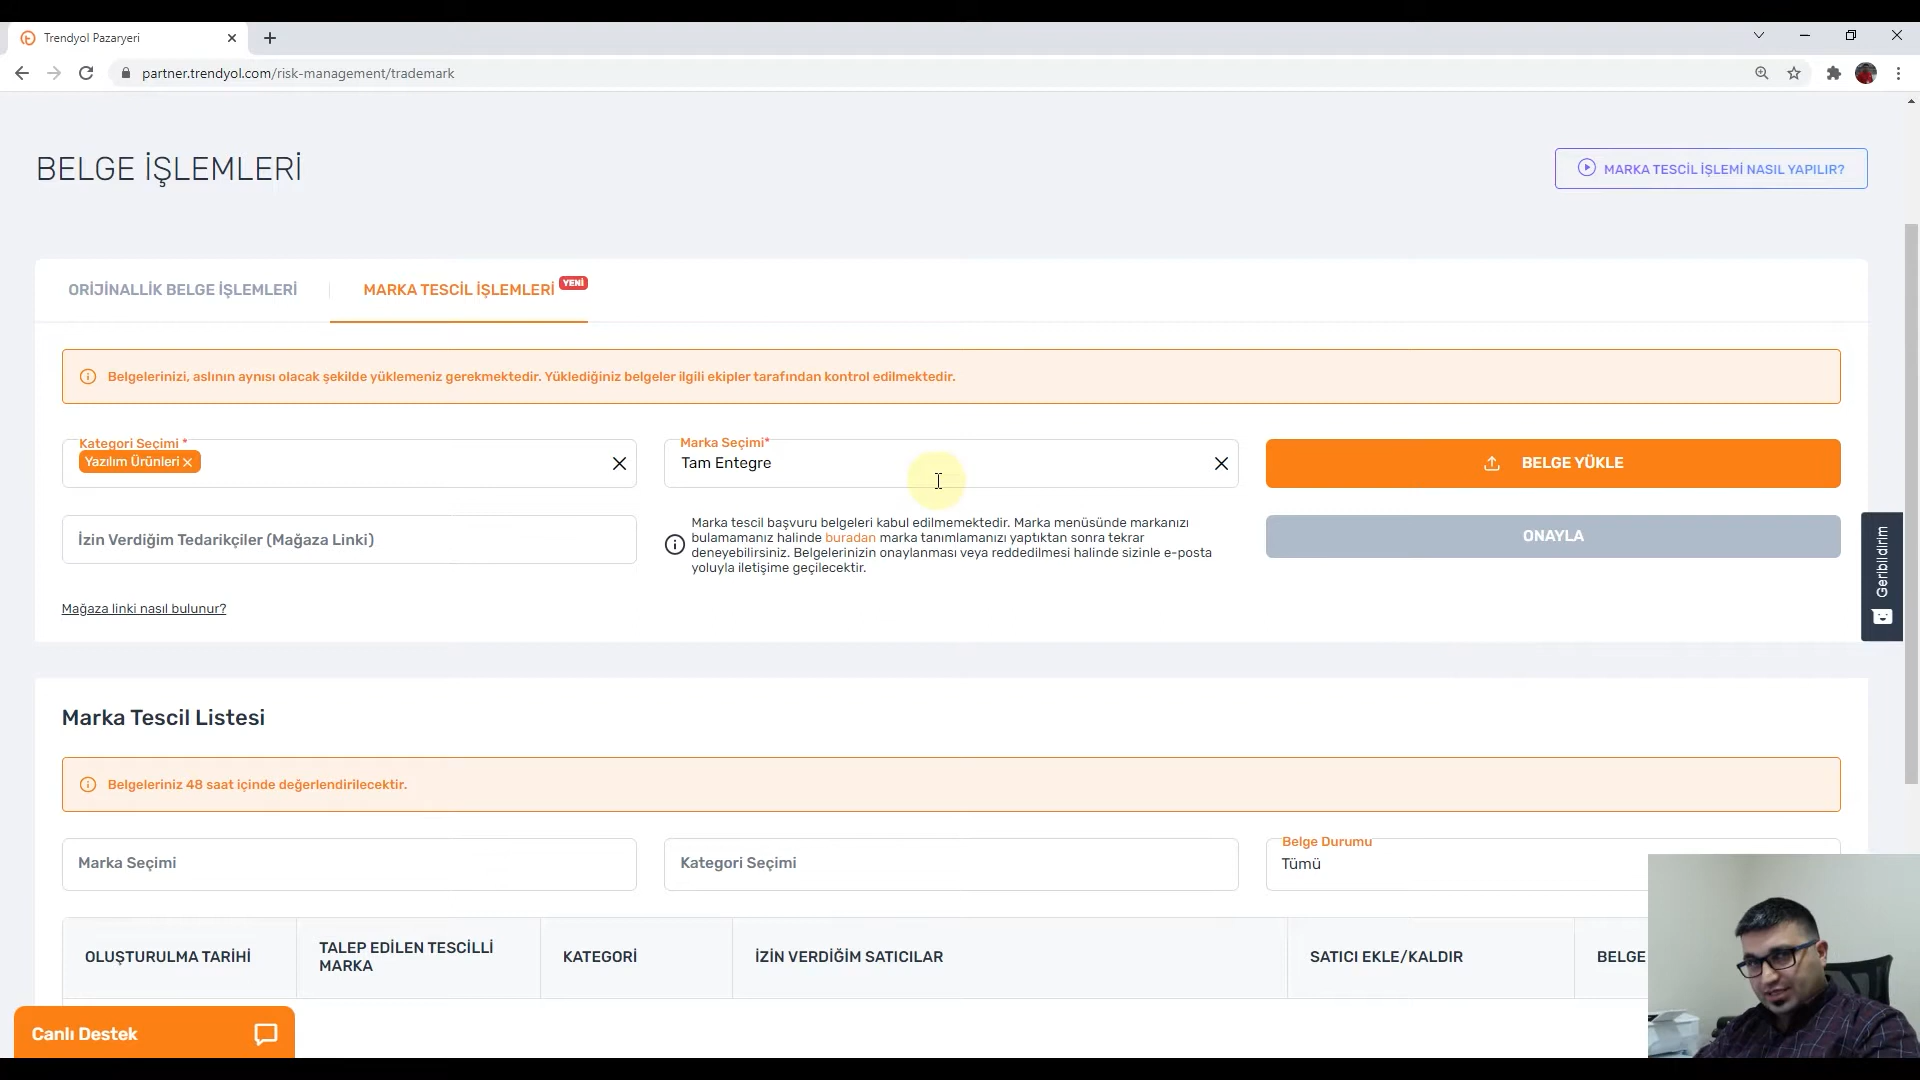 Trendyol Pazaryeri
partner.trendyol.com/risk-management/trademark
BELGE İŞLEMLERİ
MARKA TESCİL İŞLEMİ NASIL YAPILIR?
ORİJİNALLİK BELGE İŞLEMLERİ
MARKA TESCİL İŞLEMLERİ
YENİ
Belgelerinizi, aslının aynısı olacak şekilde yüklemeniz gerekmektedir. Yüklediğiniz belgeler ilgili ekipler tarafından kontrol edilmektedir.
Kategori Seçimi *
Yazılım Ürünleri
Marka Seçimi*
Tam Entegre
BELGE YÜKLE
İzin Verdiğim Tedarikçiler (Mağaza Linki)
Marka tescil başvuru belgeleri kabul edilmemektedir. Marka menüsünde markanızı
bulamamanız halinde buradan marka tanımlamanızı yaptıktan sonra tekrar
deneyebilirsiniz. Belgelerinizin onaylanması veya reddedilmesi halinde sizinle e-posta
yoluyla iletişime geçilecektir.
ONAYLA
Geribildirim
Mağaza linki nasıl bulunur?
Marka Tescil Listesi
Belgeleriniz 48 saat içinde değerlendirilecektir.
Marka Seçimi
Kategori Seçimi
Belge Durumu
Tümü
OLUŞTURULMA TARİHİ
TALEP EDİLEN TESCİLLİ
MARKA
KATEGORİ
İZİN VERDİĞİM SATICILAR
SATICI EKLE/KALDIR
BELGE
Canlı Destek